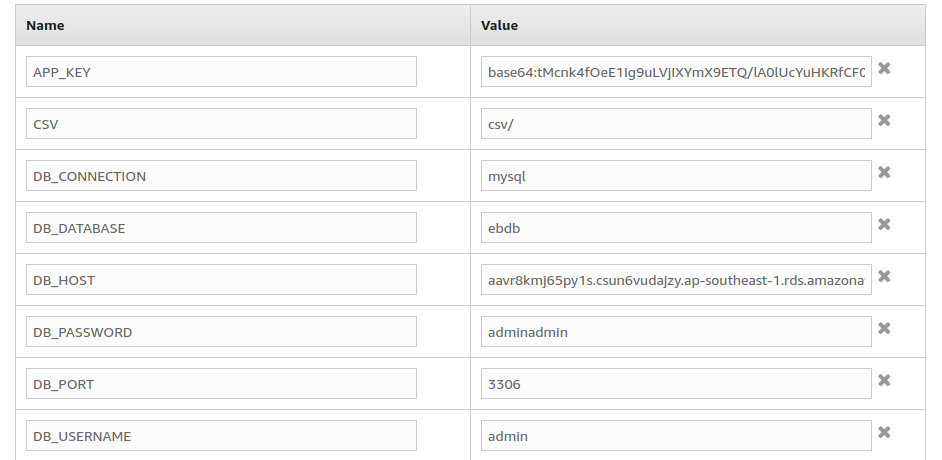 Name Value
APP_KEY base64:tMcnk4fOeE1Ig9uLVjIXYmX9ETQ/lA0lUcYuHKRfCF0
CSV csv/
DB_CONNECTION mysql
DB_DATABASE ebdb
DB_HOST aavr8kmj65py1s.csun6vudajzy.ap-southeast-1.rds.amazona
DB_PASSWORD adminadmin
DB_PORT 3306
DB_USERNAME admin